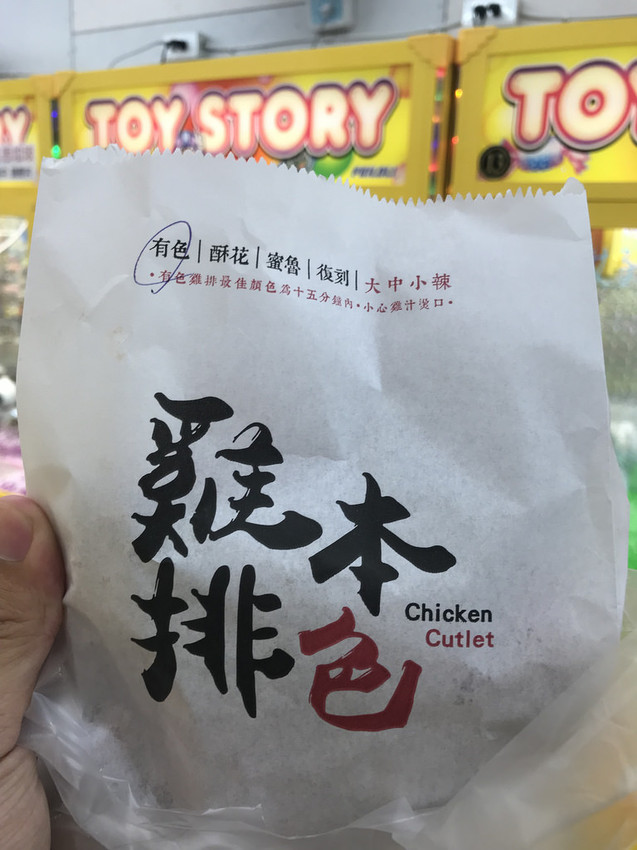 TOY STORY
TO
有色|酥花|蜜魯|復刻|大中小辣
•有色雞排最佳顏色為十五分鐘內•小心雞汁燙口•
雞排
本色
Chicken
Cutlet